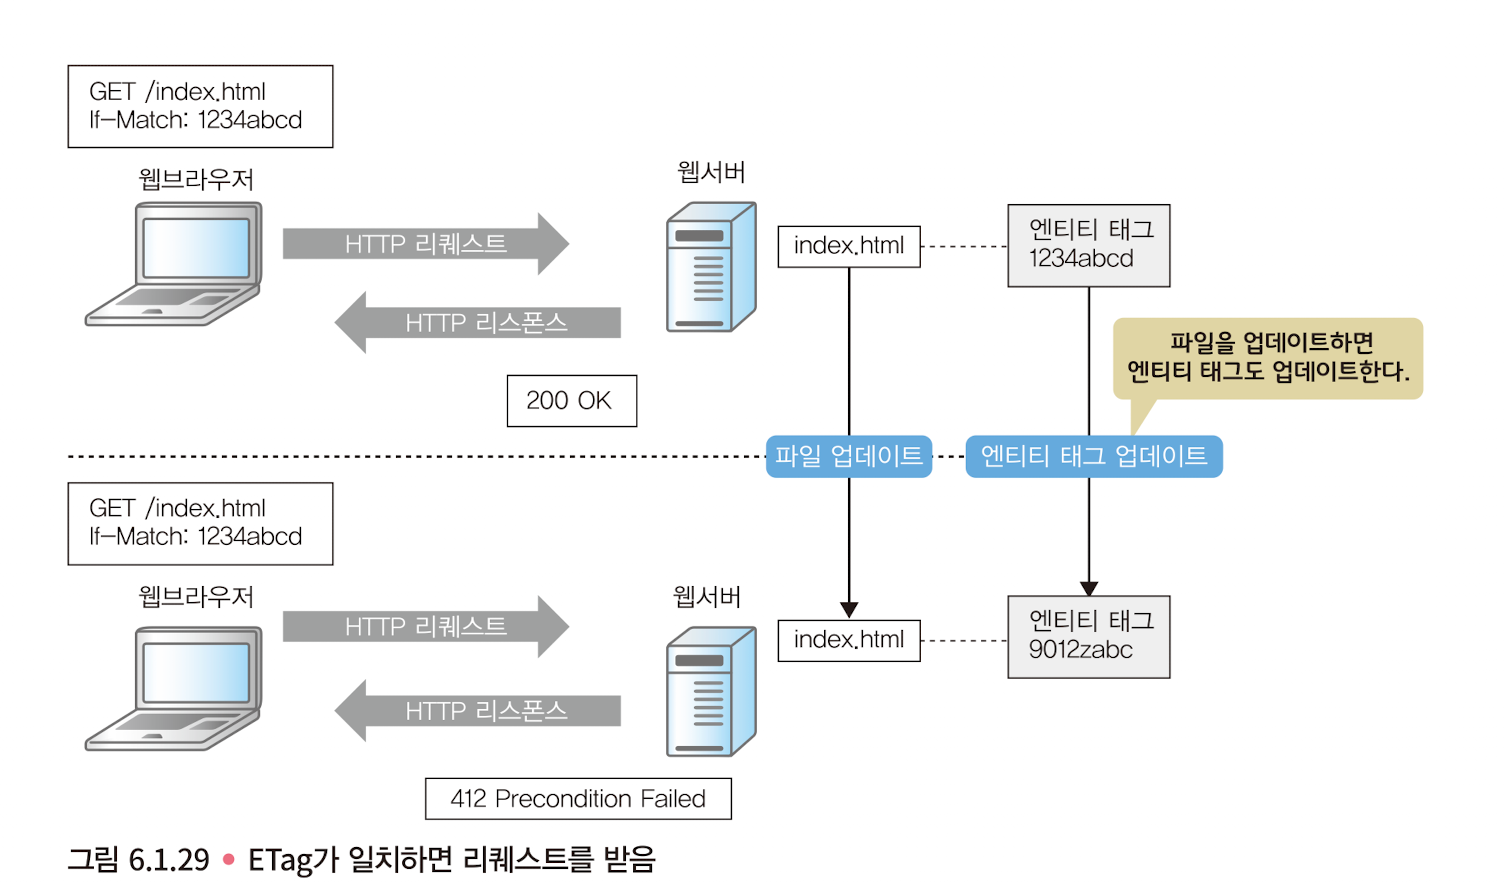 GET /index.html
If-Match: 1234abcd
웹브라우저
웹서버
HTTP 리퀘스트
index.html
엔티티 태그
1234abcd
HTTP 리스폰스
파일을 업데이트하면
엔티티 태그도 업데이트한다.
200 OK
파일 업데이트
엔티티 태그 업데이트
GET /index.html
If-Match: 1234abcd
웹브라우저
웹서버
HTTP 리퀘스트
index.html
엔티티 태그
9012zabc
HTTP 리스폰스
412 Precondition Failed
그림 6.1.29 • ETag가 일치하면 리퀘스트를 받음